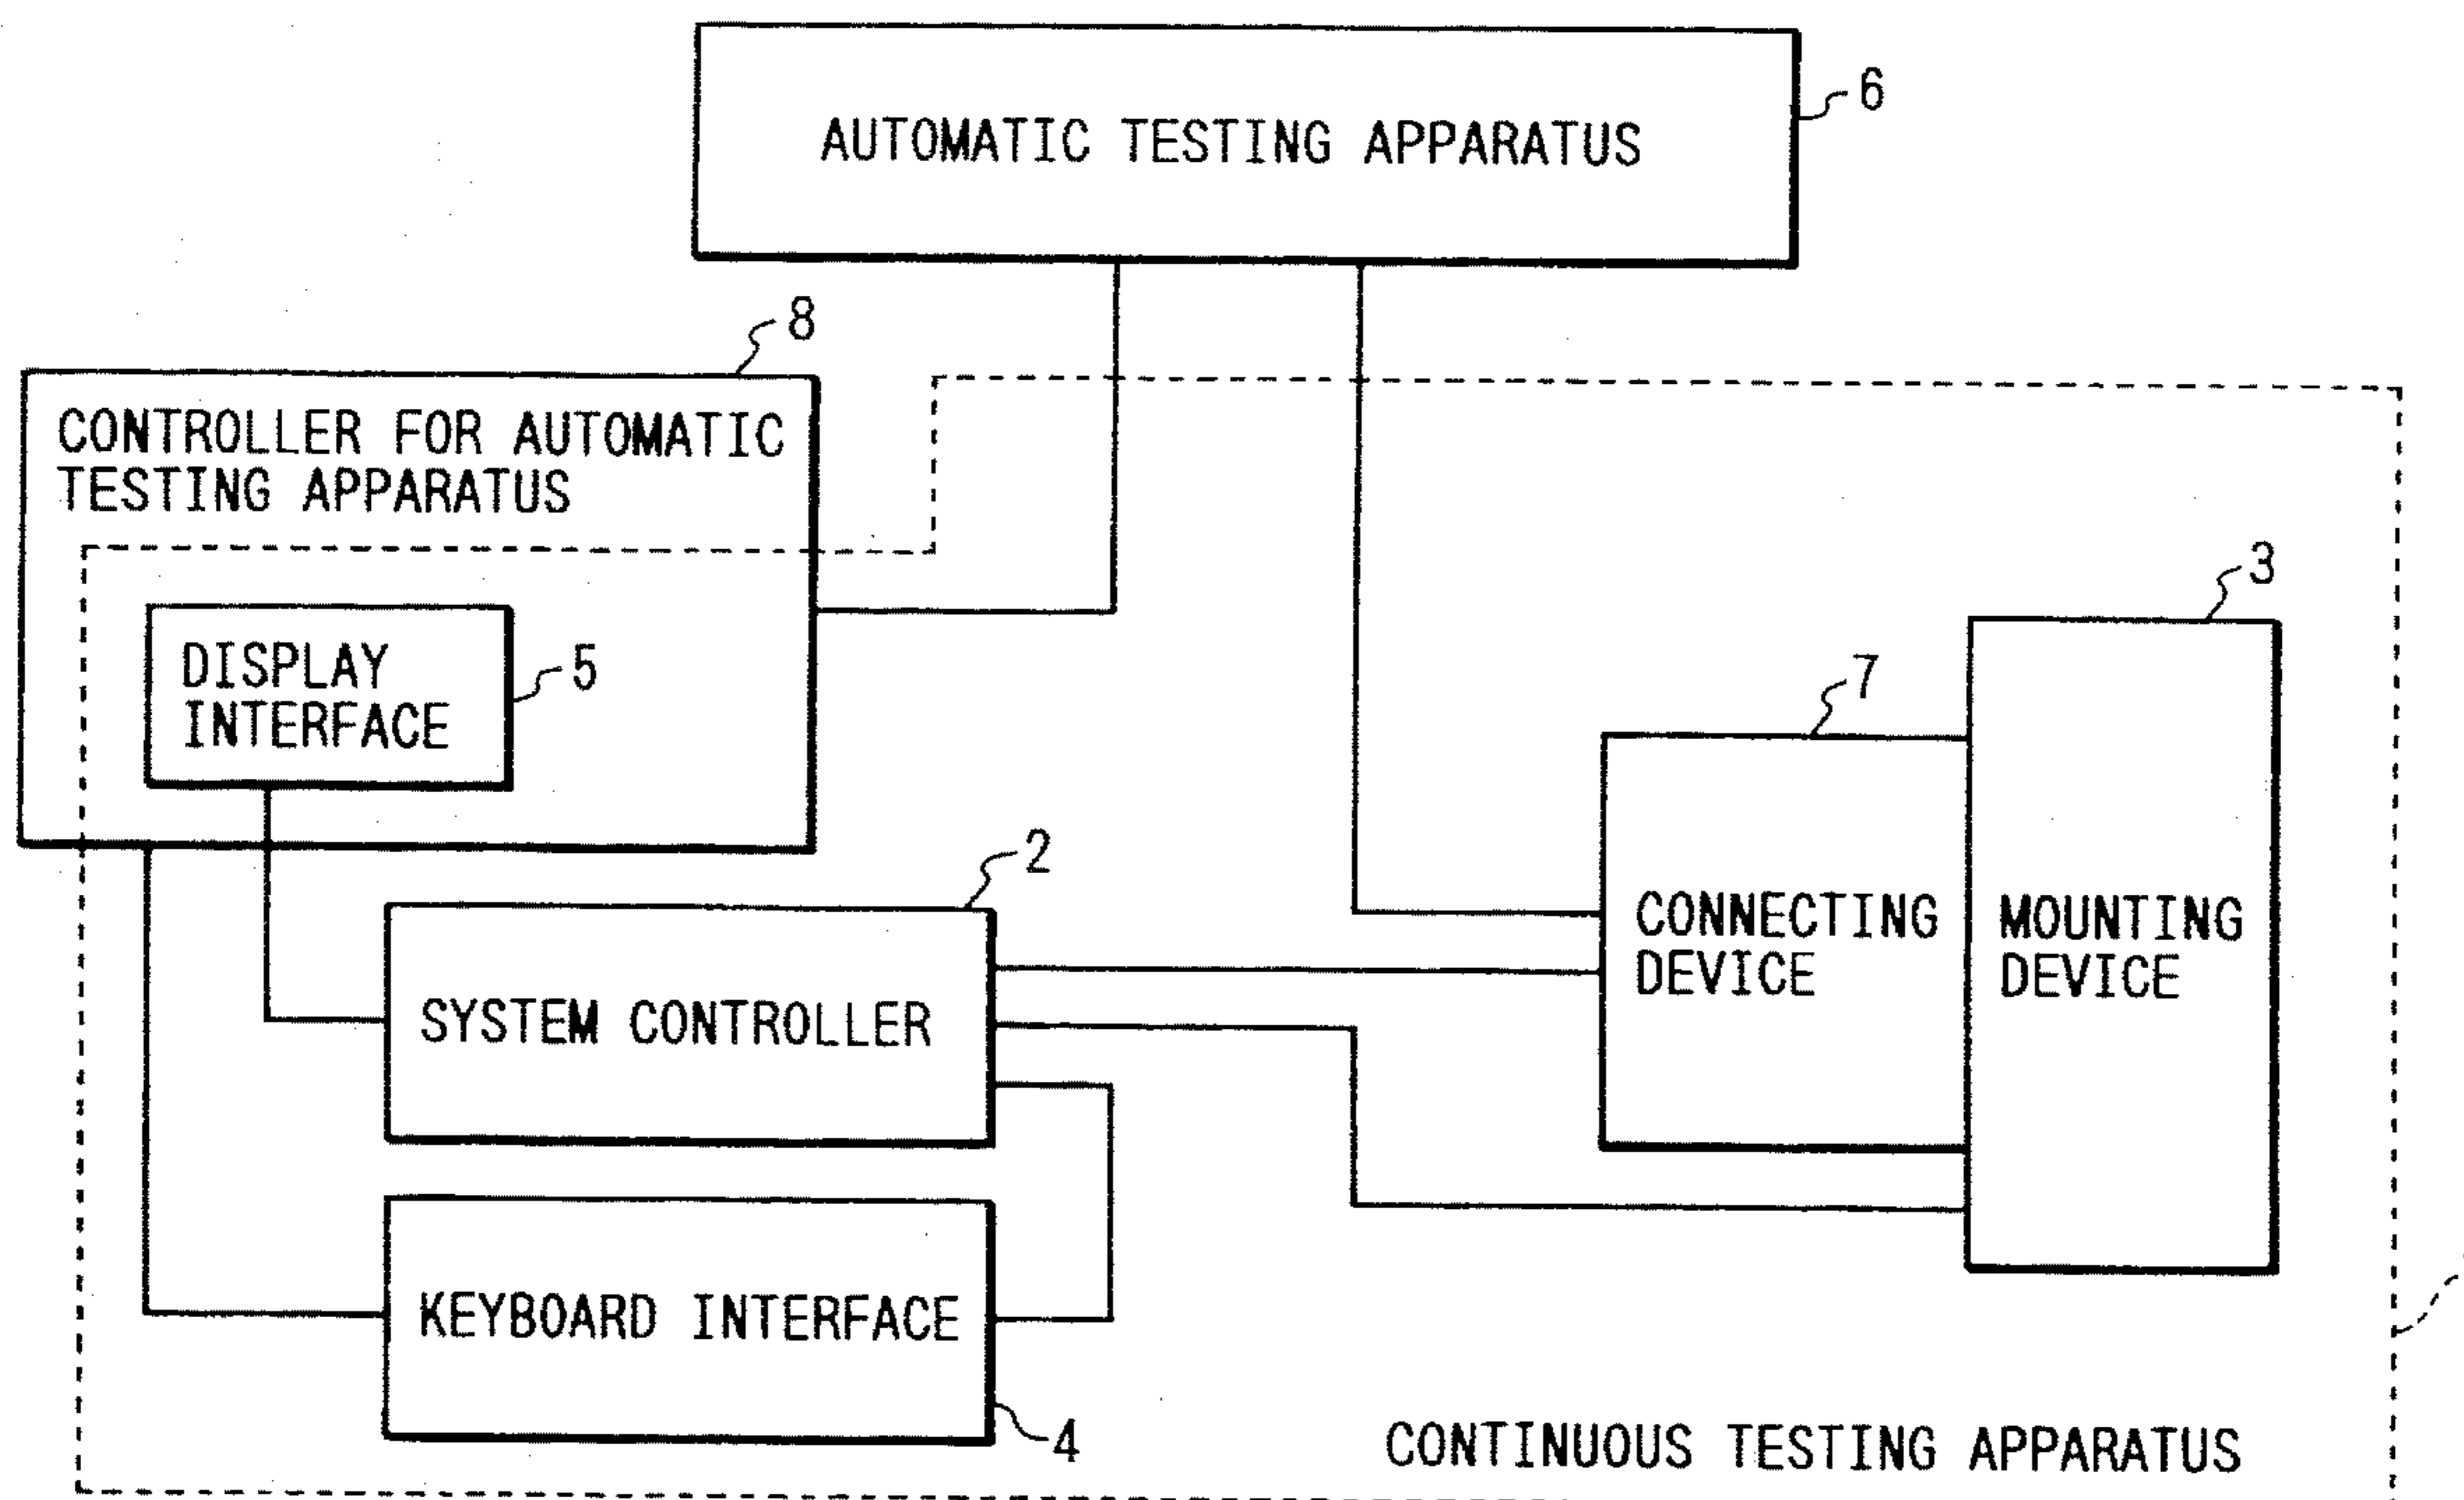 AUTOMATIC TESTING APPARATUS
6
8
CONTROLLER FOR AUTOMATIC
TESTING APPARATUS
3
DISPLAY
INTERFACE
5
7
2
CONNECTING
DEVICE
MOUNTING
DEVICE
SYSTEM CONTROLLER
KEYBOARD INTERFACE
4
CONTINUOUS TESTING APPARATUS